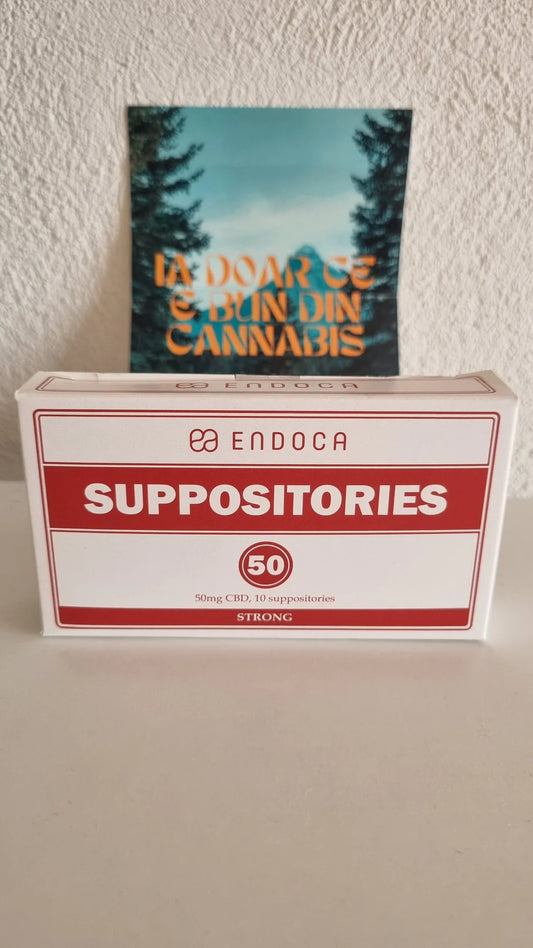 IA DOAR CE
E BUN DIN
CANNABIS
ENDOCA
ENDOCA
SUPPOSITORIES
50
50mg CBD, 10 suppositories
STRONG